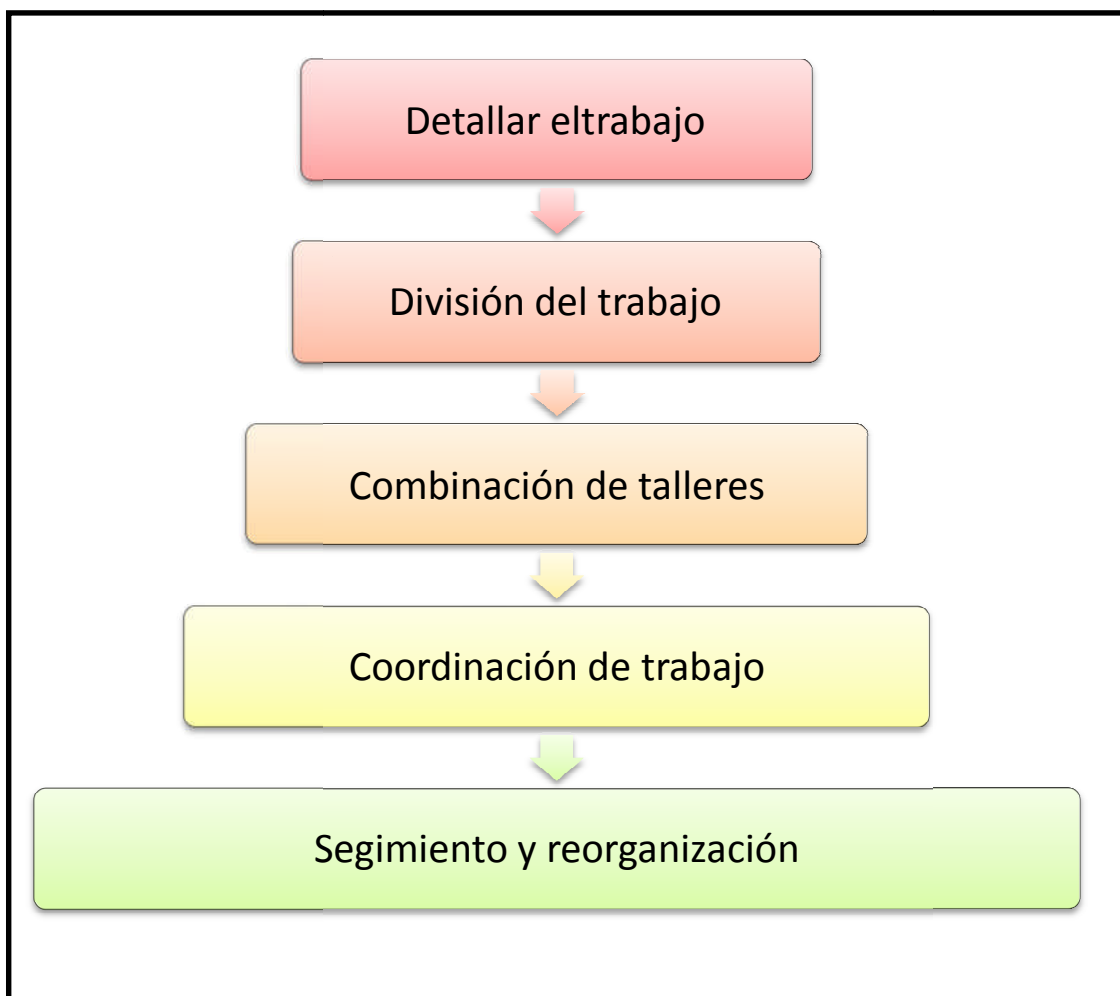 Detallar eltrabajo
División del trabajo
Combinación de talleres
Coordinación de trabajo
Segimiento y reorganización